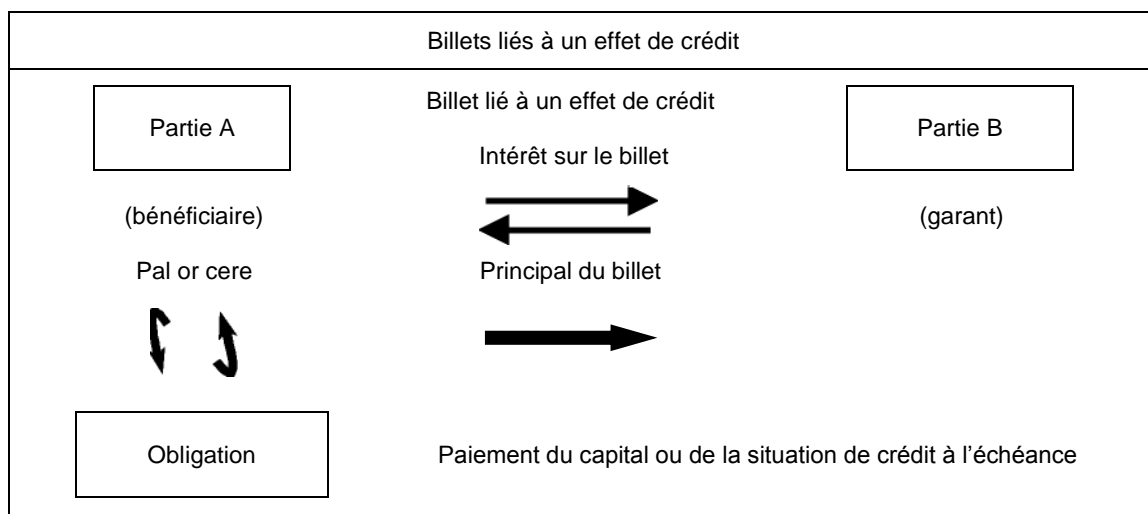 Billets liés à un effet de crédit
Billet lié à un effet de crédit
Partie A
Partie B
Intérêt sur le billet
(bénéficiaire)
(garant)
Pal or cere
Principal du billet
Obligation
Paiement du capital ou de la situation de crédit à l’échéance